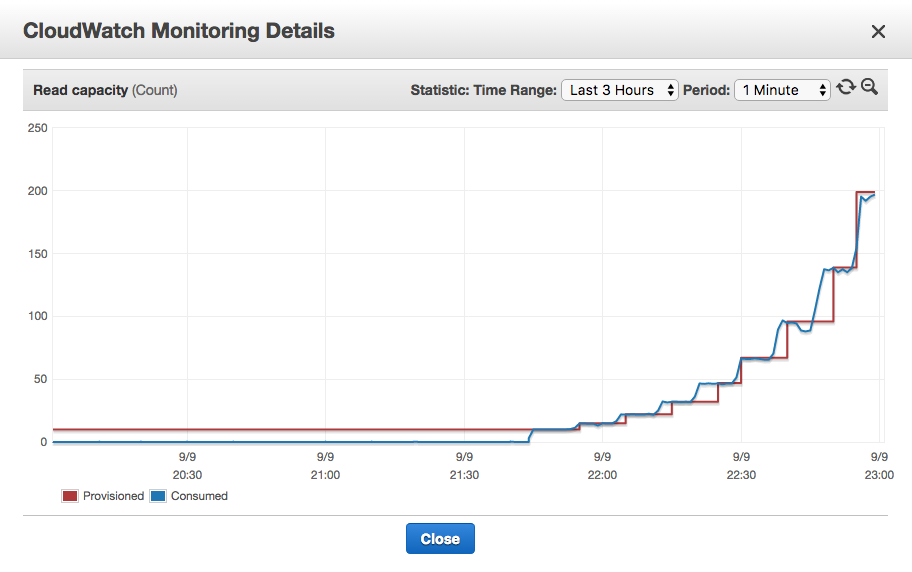 CloudWatch Monitoring Details
Read capacity (Count) Statistic: Time Range: Last 3 Hours Period: 1 Minute
250
200
150
100
50
0
9/9 9/9 9/9 9/9 9/9 9/9
20:30 21:00 21:30 22:00 22:30 23:00
Provisioned Consumed
Close